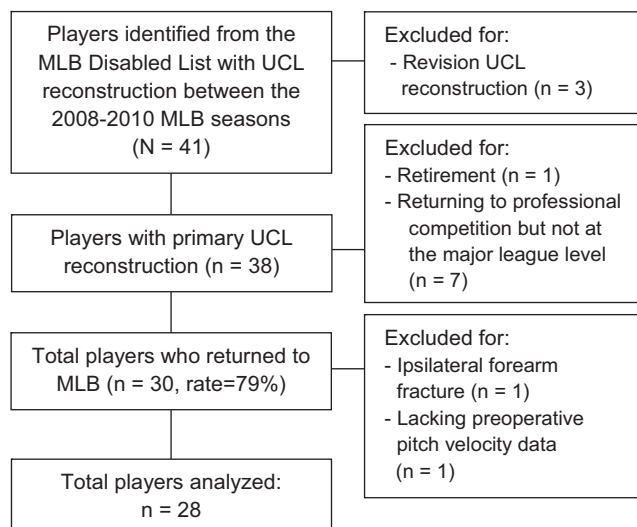 Players identified from the
MLB Disabled List with UCL
reconstruction between the
2008-2010 MLB seasons
(N = 41)
Excluded for:
- Revision UCL
reconstruction (n = 3)
Players with primary UCL
reconstruction (n = 38)
Excluded for:
- Retirement (n = 1)
- Returning to professional
competition but not at
the major league level
(n = 7)
Total players who returned to
MLB (n = 30, rate=79%)
Excluded for:
- Ipsilateral forearm
fracture (n = 1)
- Lacking preoperative
pitch velocity data
(n = 1)
Total players analyzed:
n = 28